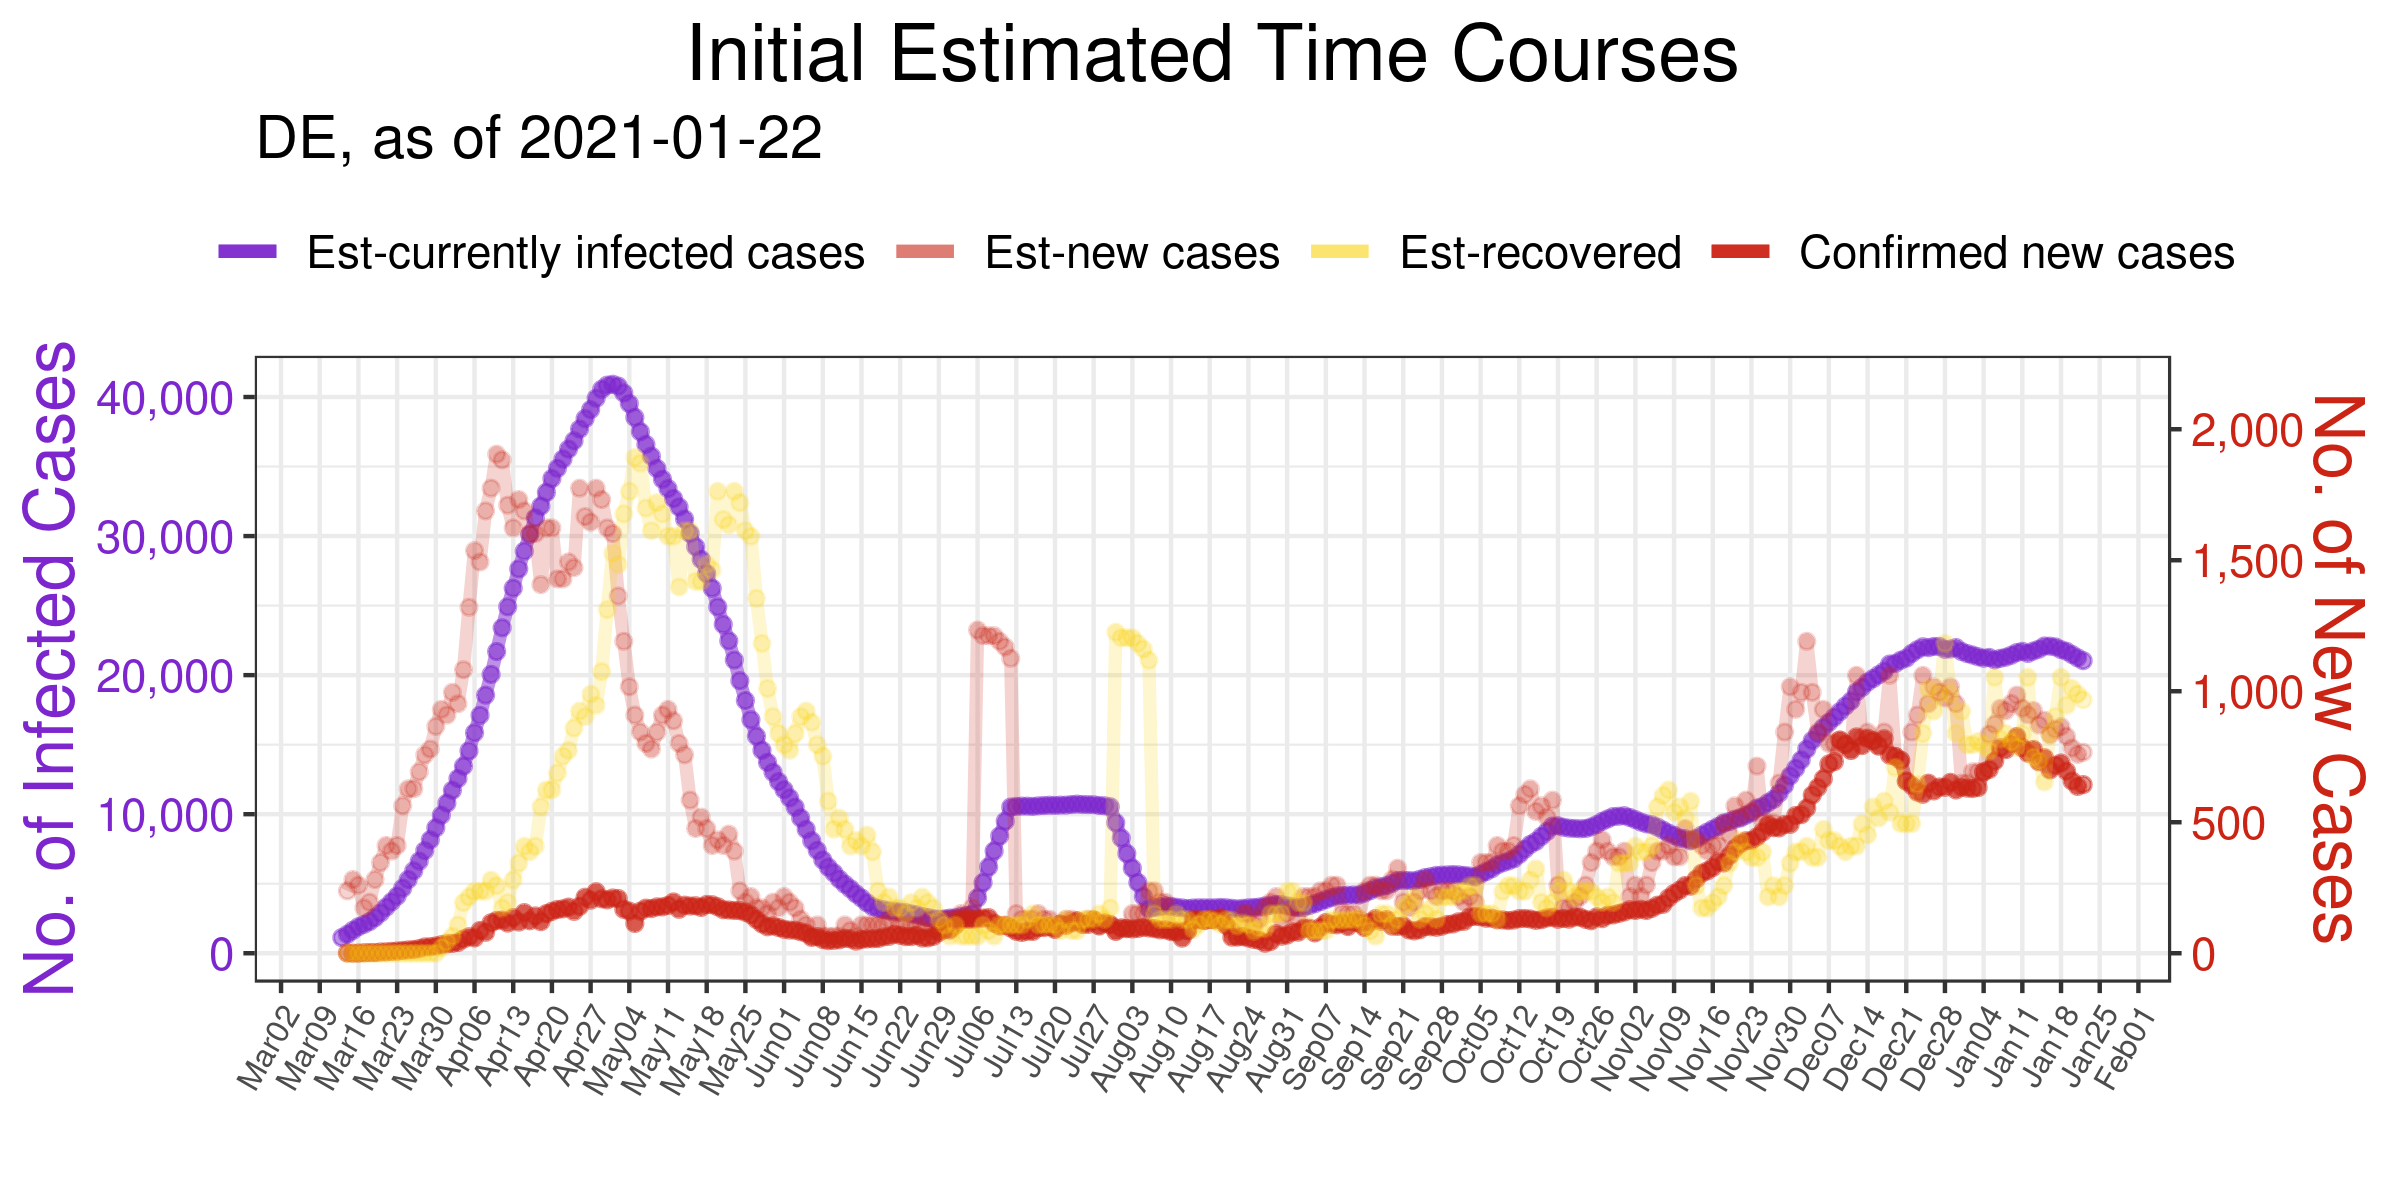 Initial Estimated Time Courses
DE, as of 2021-01-22
Est-currently infected cases Est-new cases Est-recovered Confirmed new cases
No. of Infected Cases
40,000
30,000
20,000
10,000
0
2,000
1,500
1,000
500
0
No. of New Cases
Mar02 Mar09 Mar16 Mar23 Mar30 Apr06 Apr13 Apr20 Apr27 May04 May11 May18 May25 Jun01 Jun08 Jun15 Jun22 Jun29 Jul06 Jul13 Jul20 Jul27 Aug03 Aug10 Aug17 Aug24 Aug31 Sep07 Sep14 Sep21 Sep28 Oct05 Oct12 Oct19 Oct26 Nov02 Nov09 Nov16 Nov23 Nov30 Dec07 Dec14 Dec21 Dec28 Jan04 Jan11 Jan18 Jan25 Feb01